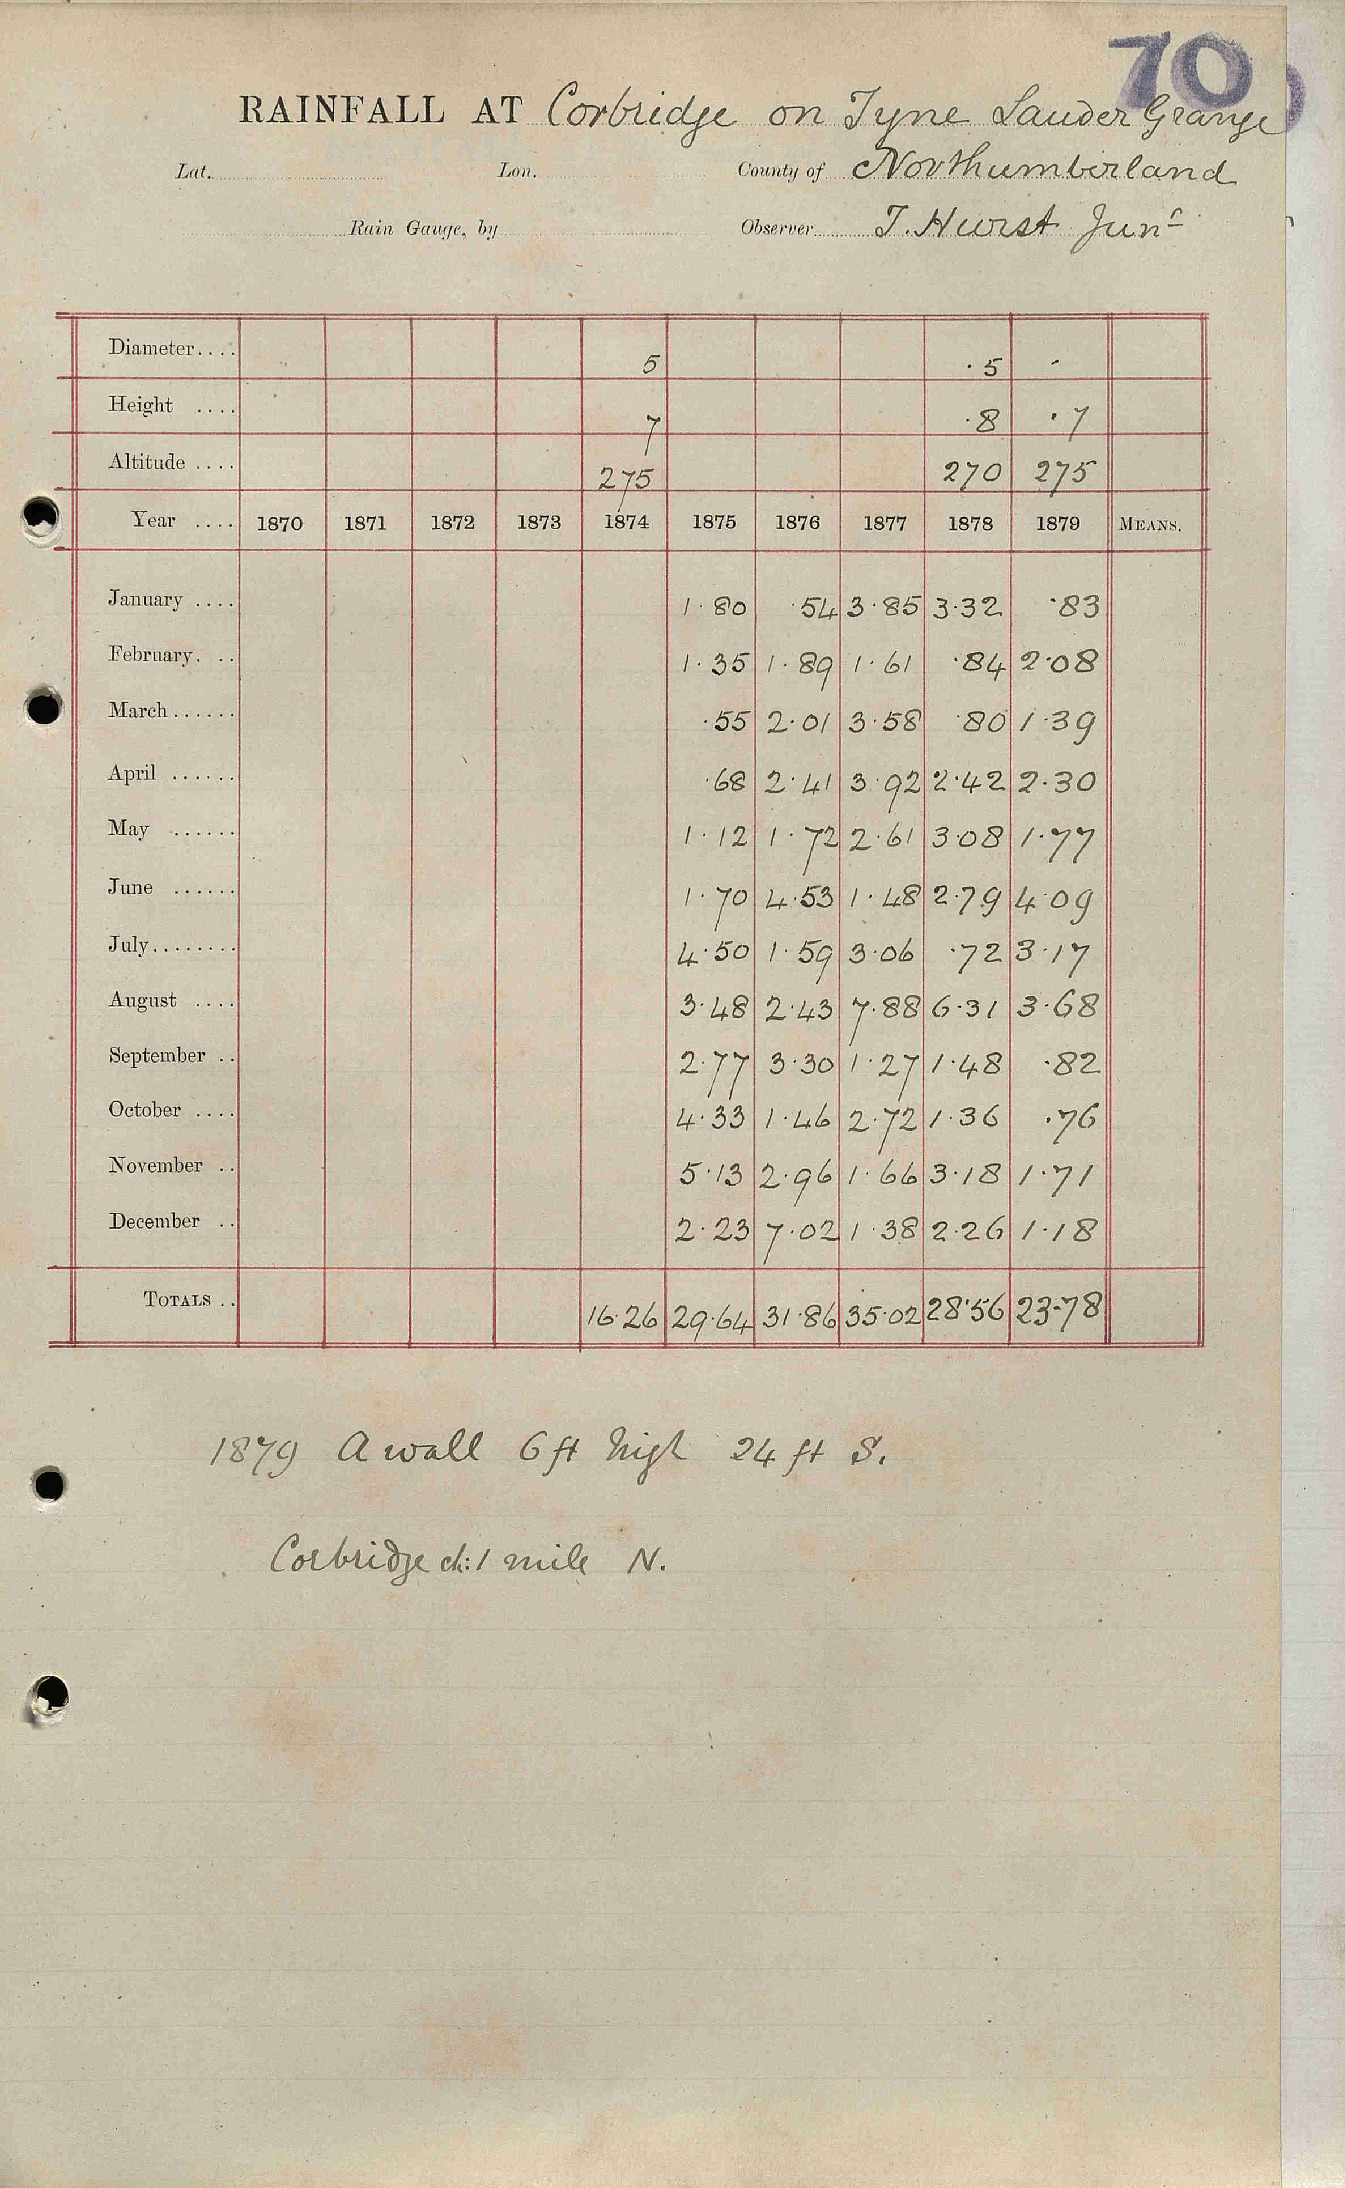 70
RAINFALL AT Corbridge on Tyne Lauder Grange
Lat. Lon. County of Northumberland
Rain Gauge, by Observer T. Hurst Junr
Diameter.... 5 ·5 -
Height .... 7 ·8 ·7
Altitude .... 275 270 275
Year .... 1870 1871 1872 1873 1874 1875 1876 1877 1878 1879 MEANS.
January .... 1·80 ·54 3·85 3·32 ·83
February. .. 1·35 1·89 1·61 ·84 2·08
March...... ·55 2·01 3·58 ·80 1·39
April ...... ·68 2·41 3·92 2·42 2·30
May ...... 1·12 1·72 2·61 3·08 1·77
June ...... 1·70 4·53 1·48 2·79 4·09
July........ 4·50 1·59 3·06 ·72 3·17
August .... 3·48 2·43 7·88 6·31 3·68
September .. 2·77 3·30 1·27 1·48 ·82
October .... 4·33 1·46 2·72 1·36 ·76
November .. 5·13 2·96 1·66 3·18 1·71
December .. 2·23 7·02 1·38 2·26 1·18
TOTALS .. 16·26 29·64 31·86 35·02 28·56 23·78
1879 A wall 6 ft high 24 ft S.
Corbridge ch: 1 mile N.